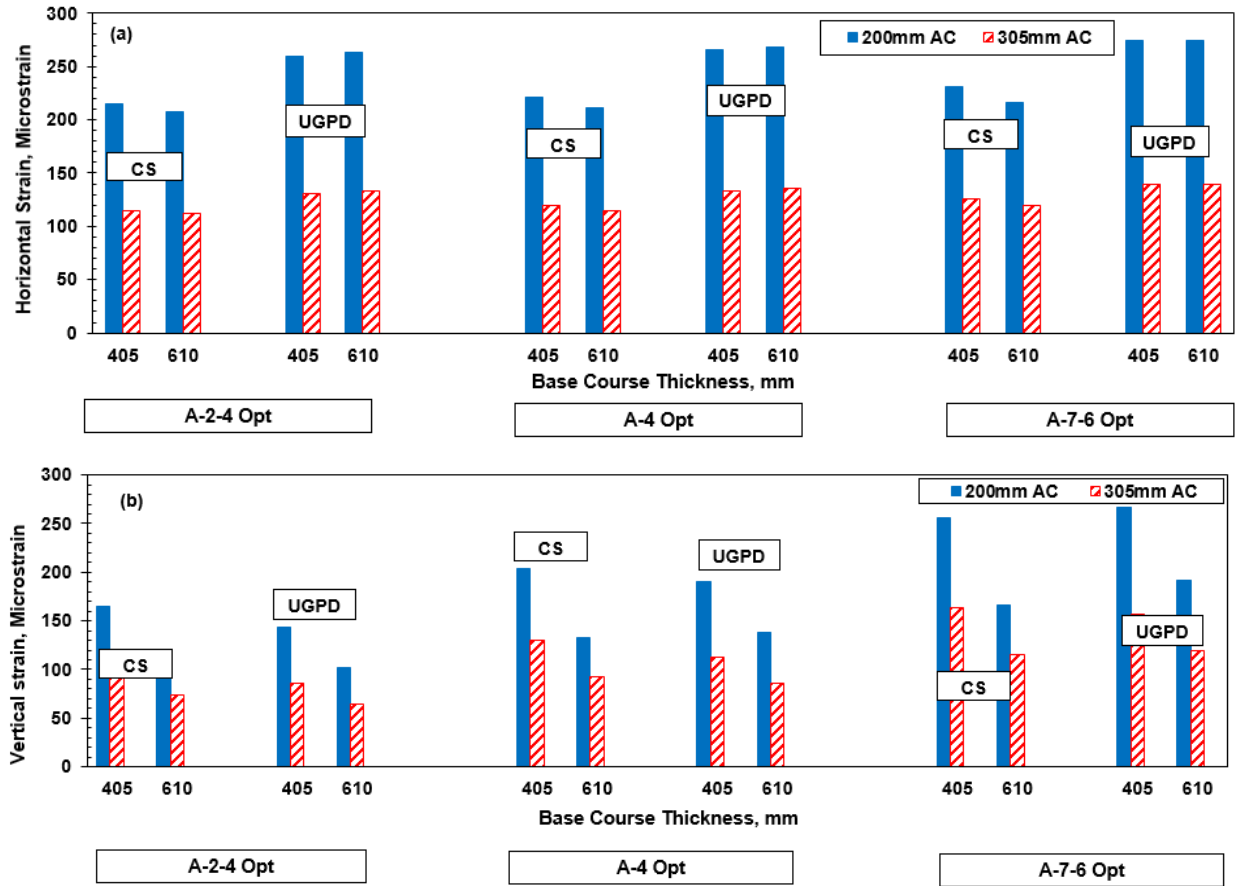 300
(a)
200mm AC
305mm AC
250
200
150
100
50
0
Horizontal Strain, Microstrain
CS
UGPD
CS
UGPD
CS
UGPD
405 610 405 610 405 610 405 610 405 610 405 610
Base Course Thickness, mm
A-2-4 Opt
A-4 Opt
A-7-6 Opt
300
(b)
200mm AC
305mm AC
250
200
150
100
50
0
Vertical strain, Microstrain
CS
UGPD
CS
UGPD
CS
UGPD
405 610 405 610 405 610 405 610 405 610 405 610
Base Course Thickness, mm
A-2-4 Opt
A-4 Opt
A-7-6 Opt